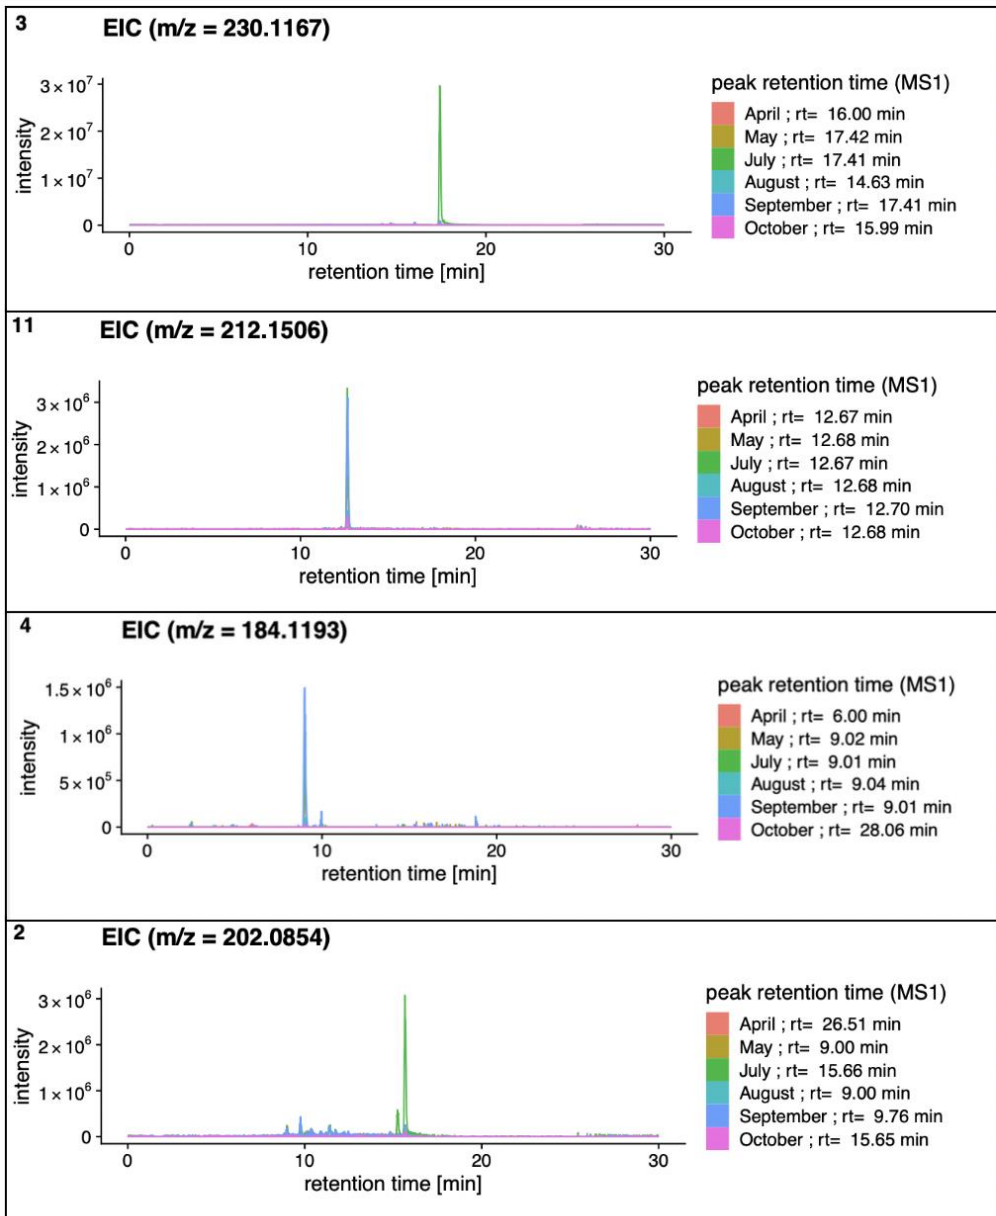 3
EIC (m/z = 230.1167)
3 × 10⁷
2 × 10⁷
1 × 10⁷
0
intensity
0 10 20 30
retention time [min]
peak retention time (MS1)
April ; rt= 16.00 min
May ; rt= 17.42 min
July ; rt= 17.41 min
August ; rt= 14.63 min
September ; rt= 17.41 min
October ; rt= 15.99 min
11
EIC (m/z = 212.1506)
3 × 10⁶
2 × 10⁶
1 × 10⁶
0
intensity
0 10 20 30
retention time [min]
peak retention time (MS1)
April ; rt= 12.67 min
May ; rt= 12.68 min
July ; rt= 12.67 min
August ; rt= 12.68 min
September ; rt= 12.70 min
October ; rt= 12.68 min
4
EIC (m/z = 184.1193)
1.5 × 10⁶
1 × 10⁶
5 × 10⁵
0
intensity
0 10 20 30
retention time [min]
peak retention time (MS1)
April ; rt= 6.00 min
May ; rt= 9.02 min
July ; rt= 9.01 min
August ; rt= 9.04 min
September ; rt= 9.01 min
October ; rt= 28.06 min
2
EIC (m/z = 202.0854)
3 × 10⁶
2 × 10⁶
1 × 10⁶
0
intensity
0 10 20 30
retention time [min]
peak retention time (MS1)
April ; rt= 26.51 min
May ; rt= 9.00 min
July ; rt= 15.66 min
August ; rt= 9.00 min
September ; rt= 9.76 min
October ; rt= 15.65 min